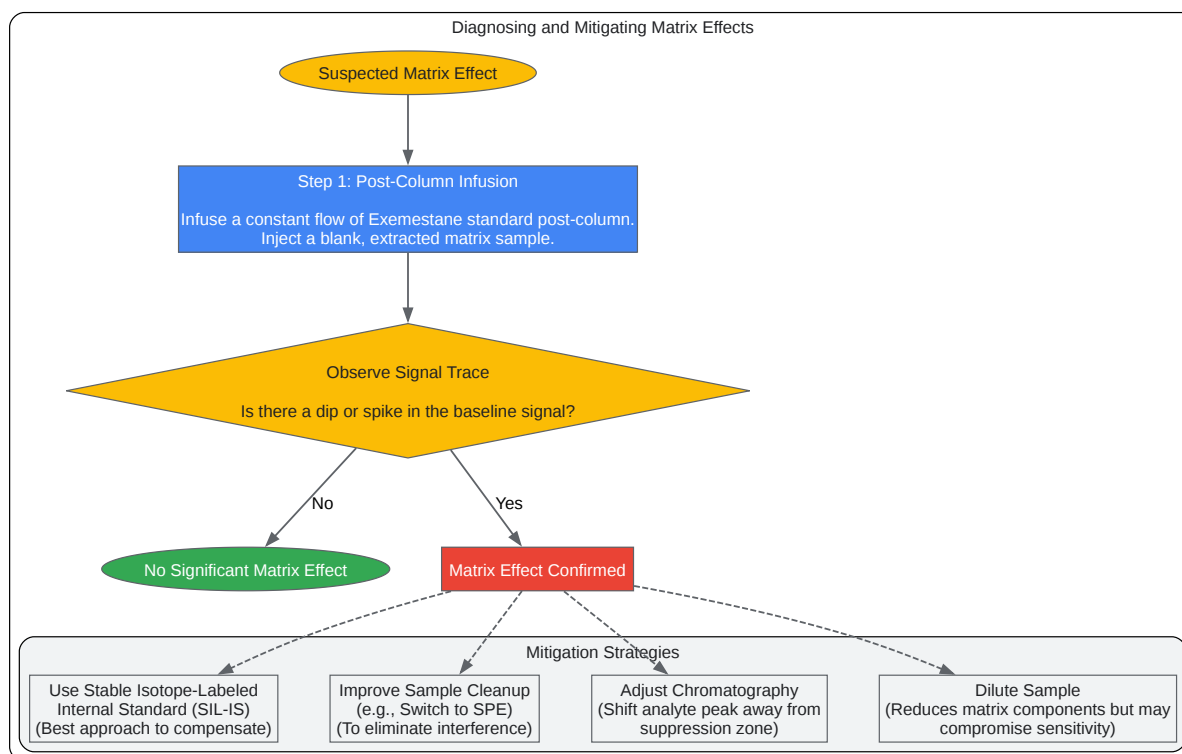 Diagnosing and Mitigating Matrix Effects
Suspected Matrix Effect
Step 1: Post-Column Infusion
Infuse a constant flow of Exemestane standard post-column.
Inject a blank, extracted matrix sample.
Observe Signal Trace
Is there a dip or spike in the baseline signal?
No
Yes
No Significant Matrix Effect
Matrix Effect Confirmed
Mitigation Strategies
Use Stable Isotope-Labeled
Internal Standard (SIL-IS)
(Best approach to compensate)
Improve Sample Cleanup
(e.g., Switch to SPE)
(To eliminate interference)
Adjust Chromatography
(Shift analyte peak away from
suppression zone)
Dilute Sample
(Reduces matrix components but may
compromise sensitivity)